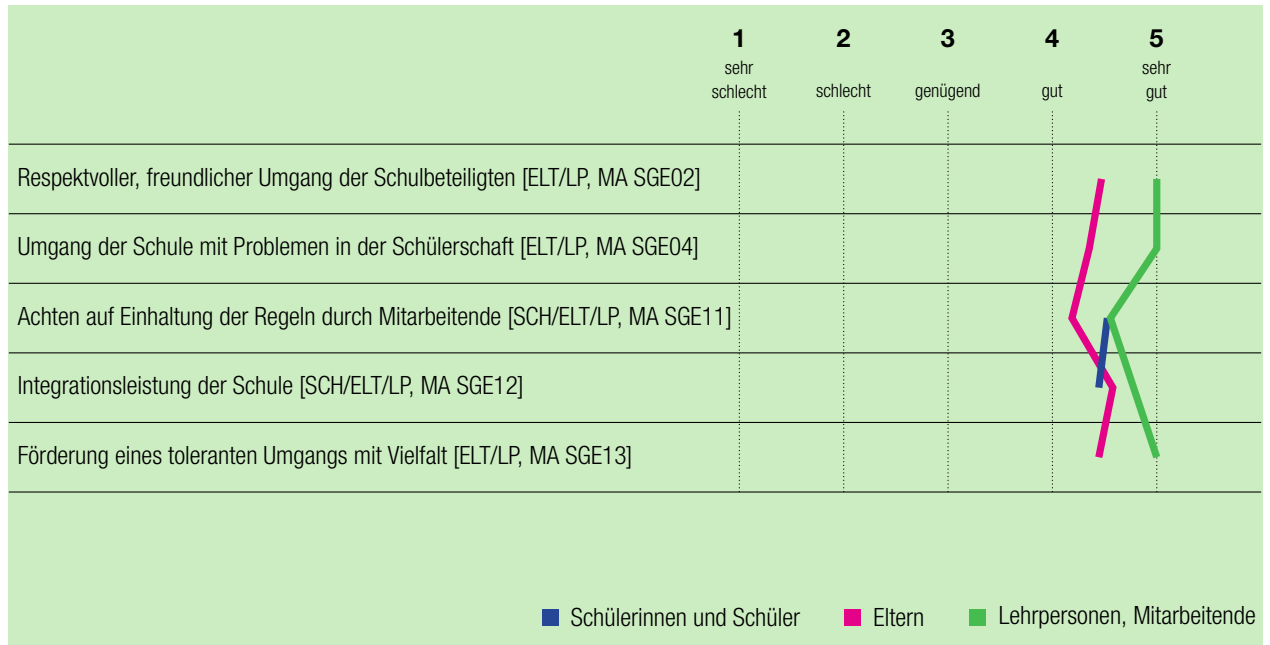 1 2 3 4 5
sehr schlecht schlecht genügend gut sehr gut
Respektvoller, freundlicher Umgang der Schulbeteiligten [ELT/LP, MA SGE02]
Umgang der Schule mit Problemen in der Schülerschaft [ELT/LP, MA SGE04]
Achten auf Einhaltung der Regeln durch Mitarbeitende [SCH/ELT/LP, MA SGE11]
Integrationsleistung der Schule [SCH/ELT/LP, MA SGE12]
Förderung eines toleranten Umgangs mit Vielfalt [ELT/LP, MA SGE13]
Schülerinnen und Schüler Eltern Lehrpersonen, Mitarbeitende